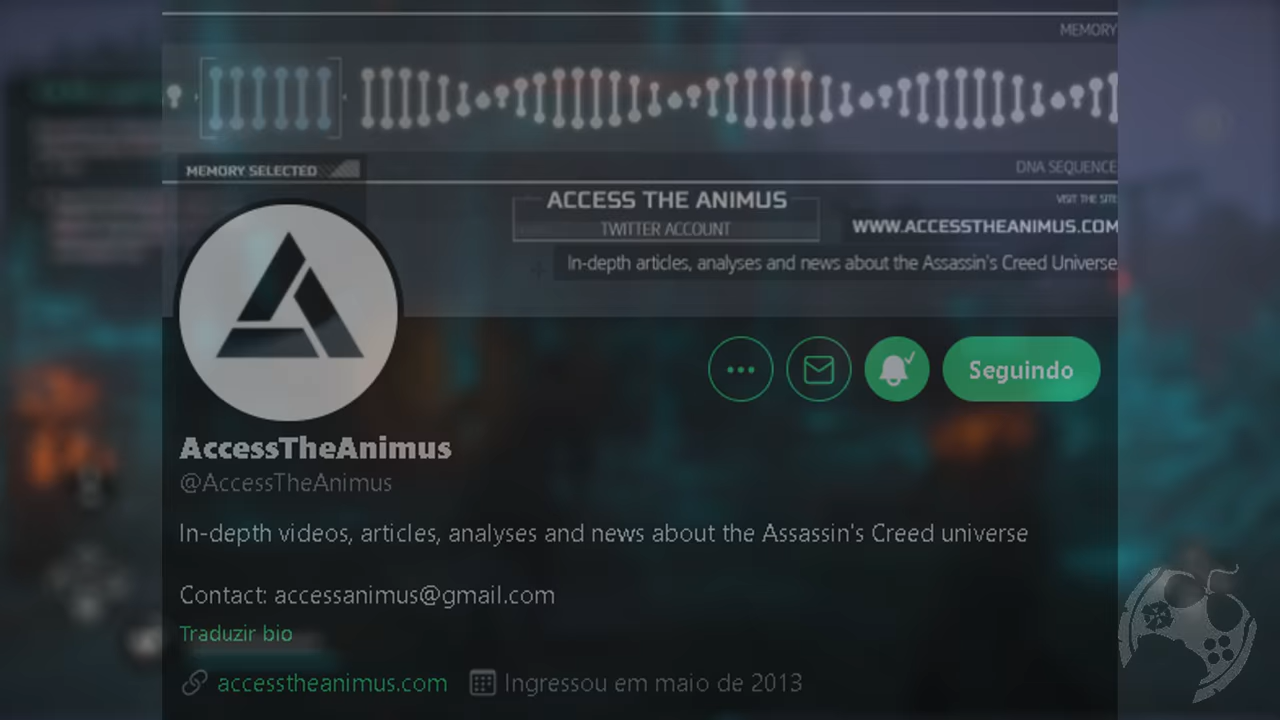 MEMORY
MEMORY SELECTED
DNA SEQUENCE
ACCESS THE ANIMUS
VISIT THE SITE
TWITTER ACCOUNT
WWW.ACCESSTHEANIMUS.COM
In-depth articles, analyses and news about the Assassin's Creed Universe
Seguindo
AccessTheAnimus
@AccessTheAnimus
In-depth videos, articles, analyses and news about the Assassin's Creed universe
Contact: accessanimus@gmail.com
Traduzir bio
accesstheanimus.com Ingressou em maio de 2013